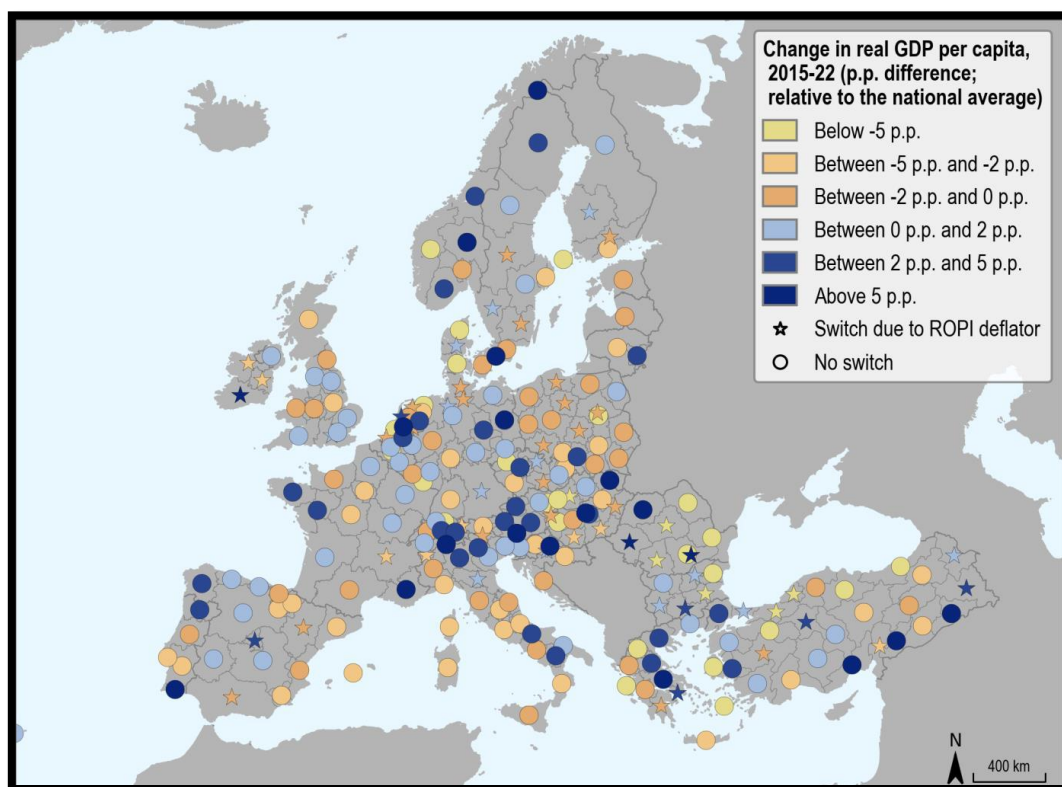 Change in real GDP per capita,
2015-22 (p.p. difference;
relative to the national average)
Below -5 p.p.
Between -5 p.p. and -2 p.p.
Between -2 p.p. and 0 p.p.
Between 0 p.p. and 2 p.p.
Between 2 p.p. and 5 p.p.
Above 5 p.p.
Switch due to ROPI deflator
No switch
N
400 km